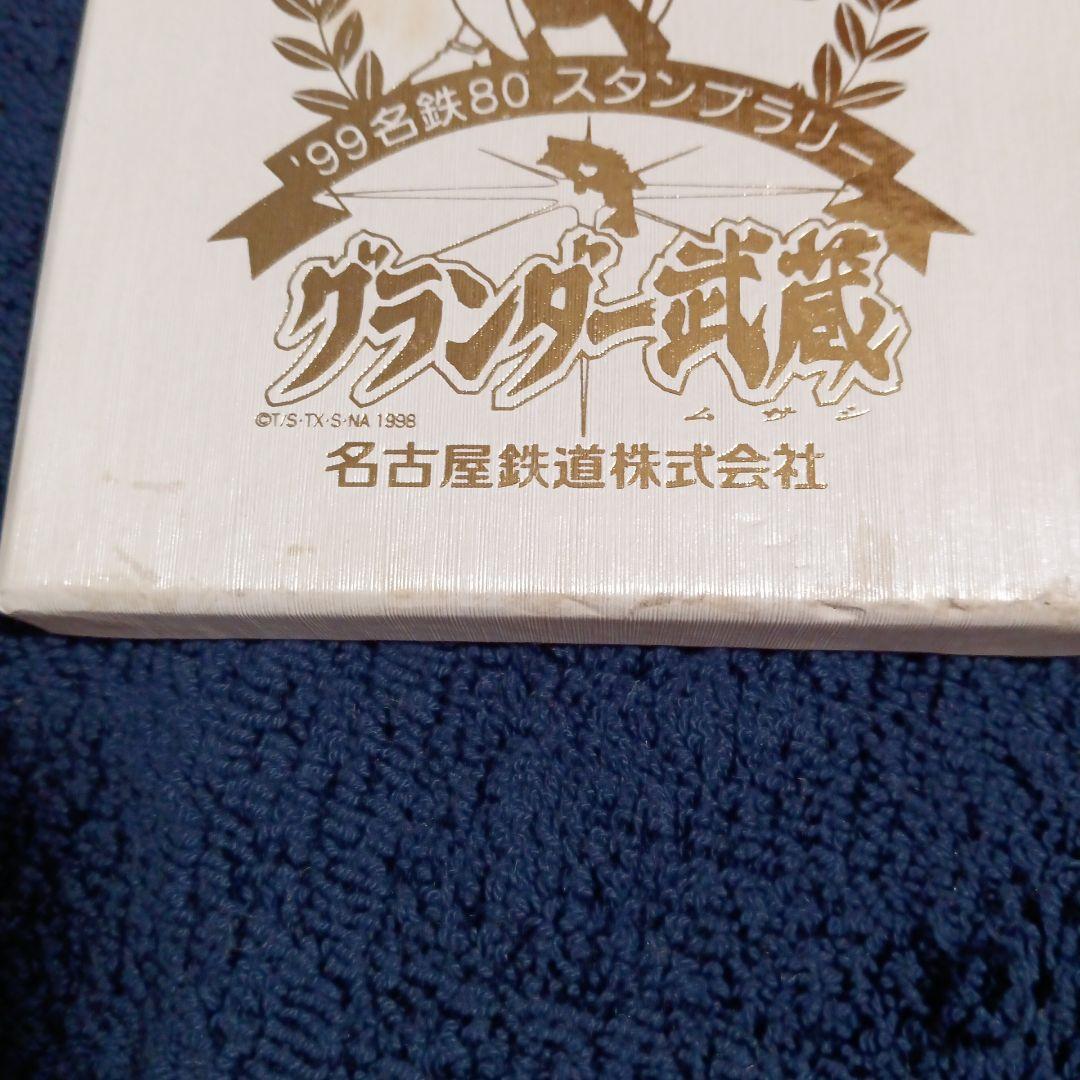 '99名鉄80 スタンプラリー
グランダー武蔵
ムサシ
©T/S・TX・S・NA 1998
名古屋鉄道株式会社